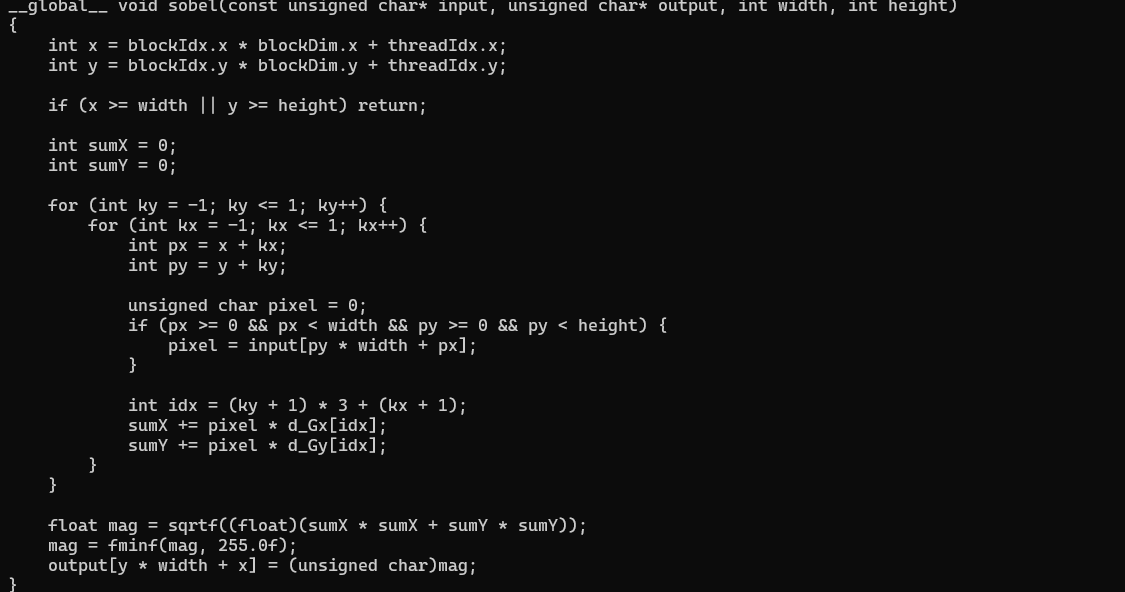 __global__ void sobel(const unsigned char* input, unsigned char* output, int width, int height)
{
    int x = blockIdx.x * blockDim.x + threadIdx.x;
    int y = blockIdx.y * blockDim.y + threadIdx.y;

    if (x >= width || y >= height) return;

    int sumX = 0;
    int sumY = 0;

    for (int ky = -1; ky <= 1; ky++) {
        for (int kx = -1; kx <= 1; kx++) {
            int px = x + kx;
            int py = y + ky;

            unsigned char pixel = 0;
            if (px >= 0 && px < width && py >= 0 && py < height) {
                pixel = input[py * width + px];
            }

            int idx = (ky + 1) * 3 + (kx + 1);
            sumX += pixel * d_Gx[idx];
            sumY += pixel * d_Gy[idx];
        }
    }

    float mag = sqrtf((float)(sumX * sumX + sumY * sumY));
    mag = fminf(mag, 255.0f);
    output[y * width + x] = (unsigned char)mag;
}